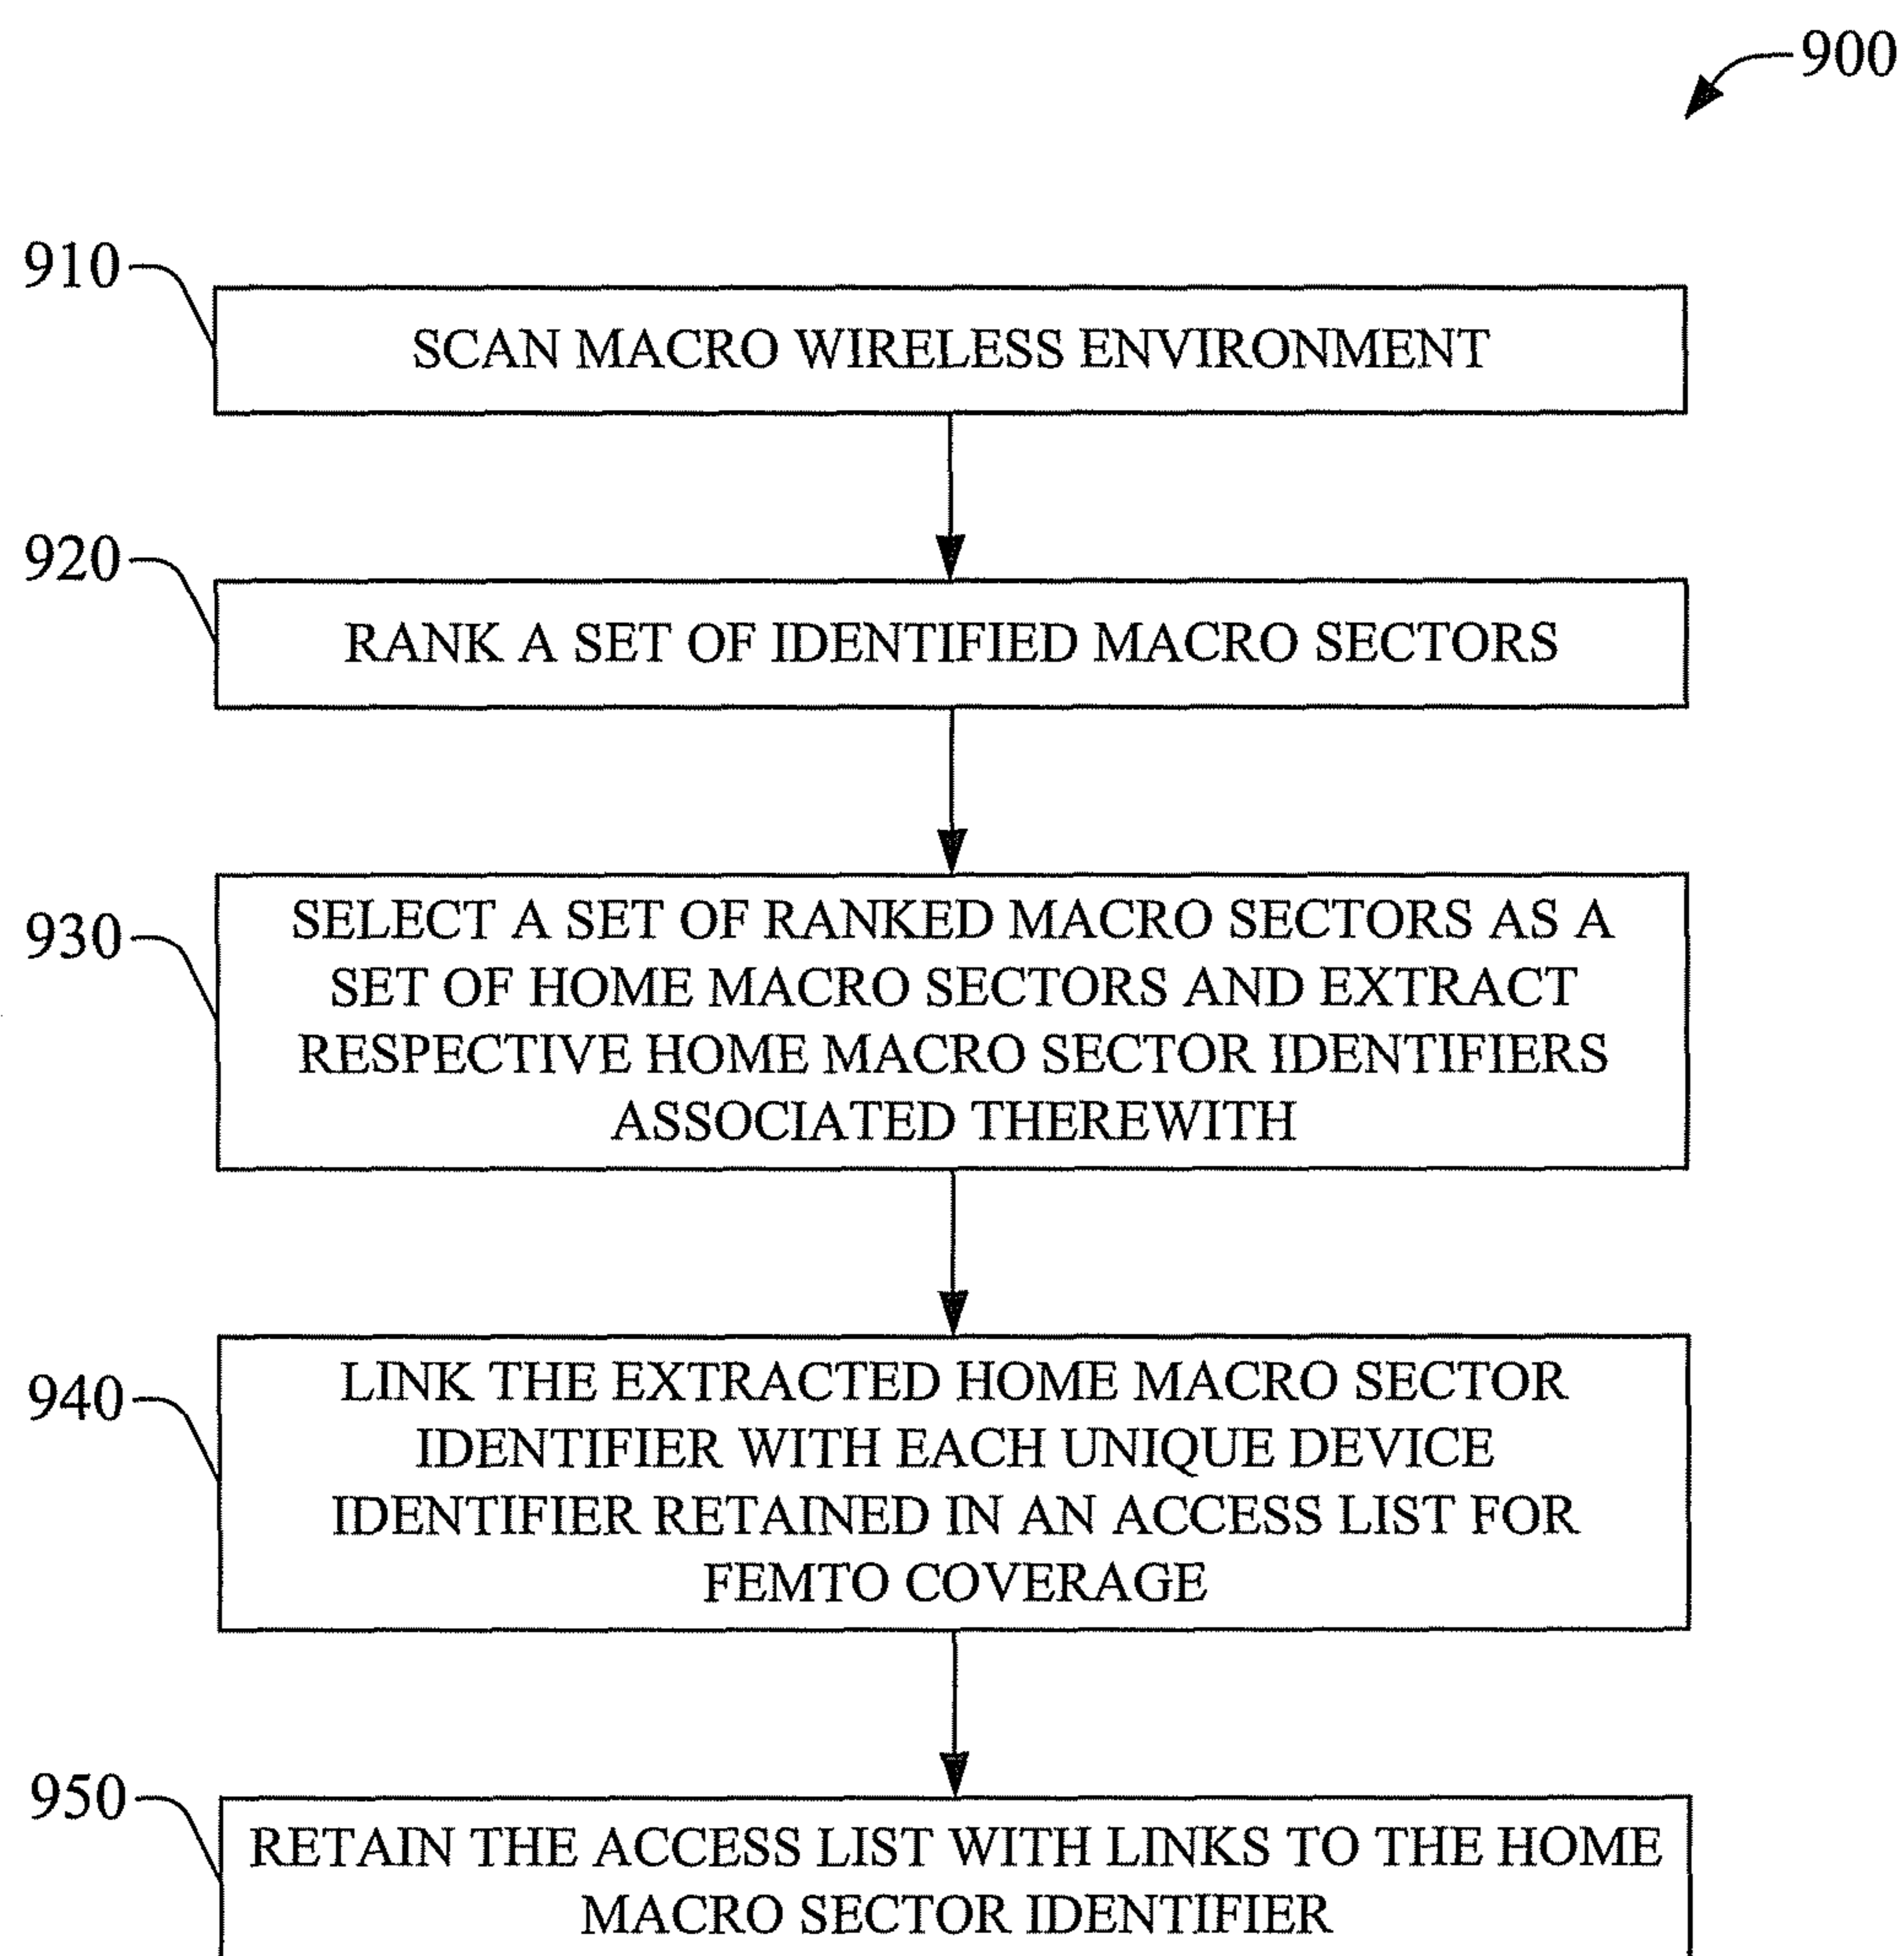 900
910
SCAN MACRO WIRELESS ENVIRONMENT
920
RANK A SET OF IDENTIFIED MACRO SECTORS
930
SELECT A SET OF RANKED MACRO SECTORS AS A
SET OF HOME MACRO SECTORS AND EXTRACT
RESPECTIVE HOME MACRO SECTOR IDENTIFIERS
ASSOCIATED THEREWITH
940
LINK THE EXTRACTED HOME MACRO SECTOR
IDENTIFIER WITH EACH UNIQUE DEVICE
IDENTIFIER RETAINED IN AN ACCESS LIST FOR
FEMTO COVERAGE
950
RETAIN THE ACCESS LIST WITH LINKS TO THE HOME
MACRO SECTOR IDENTIFIER